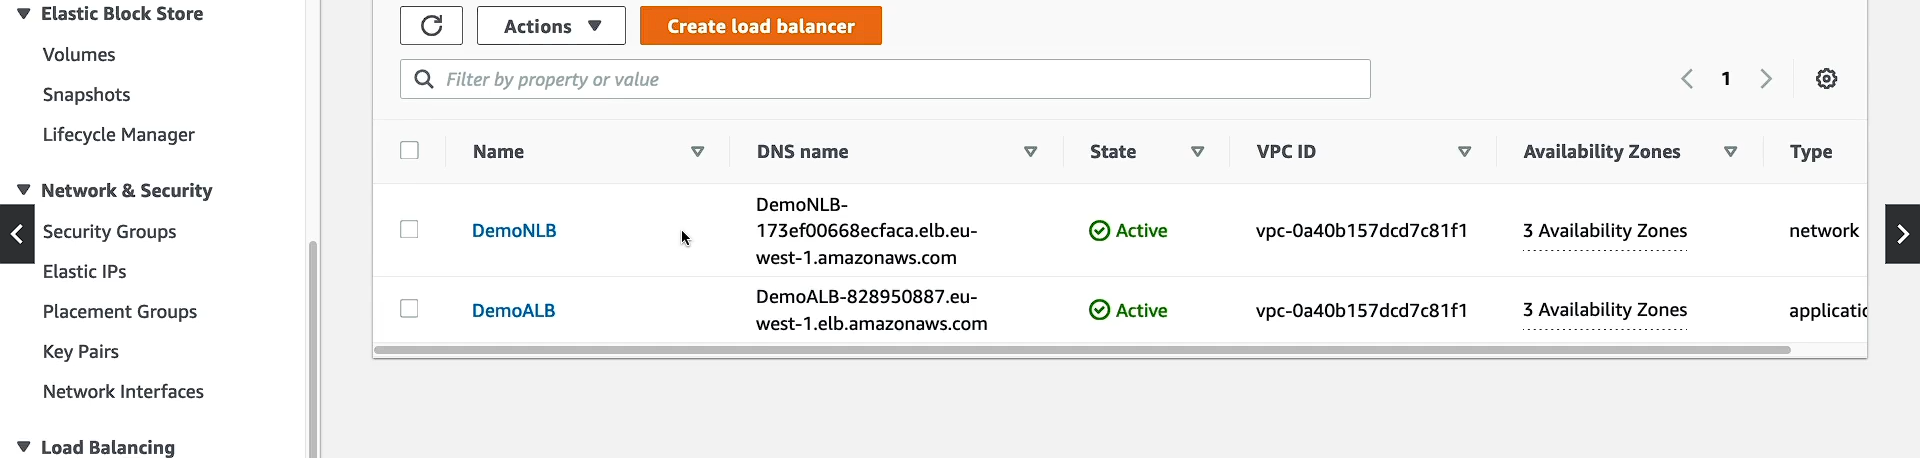 Elastic Block Store
Volumes
Snapshots
Lifecycle Manager
Network & Security
Security Groups
Elastic IPs
Placement Groups
Key Pairs
Network Interfaces
Load Balancing
Actions
Create load balancer
Filter by property or value
1
Name
DNS name
State
VPC ID
Availability Zones
Type
DemoNLB
DemoNLB-
173ef00668ecfaca.elb.eu-
west-1.amazonaws.com
Active
vpc-0a40b157dcd7c81f1
3 Availability Zones
network
DemoALB
DemoALB-828950887.eu-
west-1.elb.amazonaws.com
Active
vpc-0a40b157dcd7c81f1
3 Availability Zones
applicatic